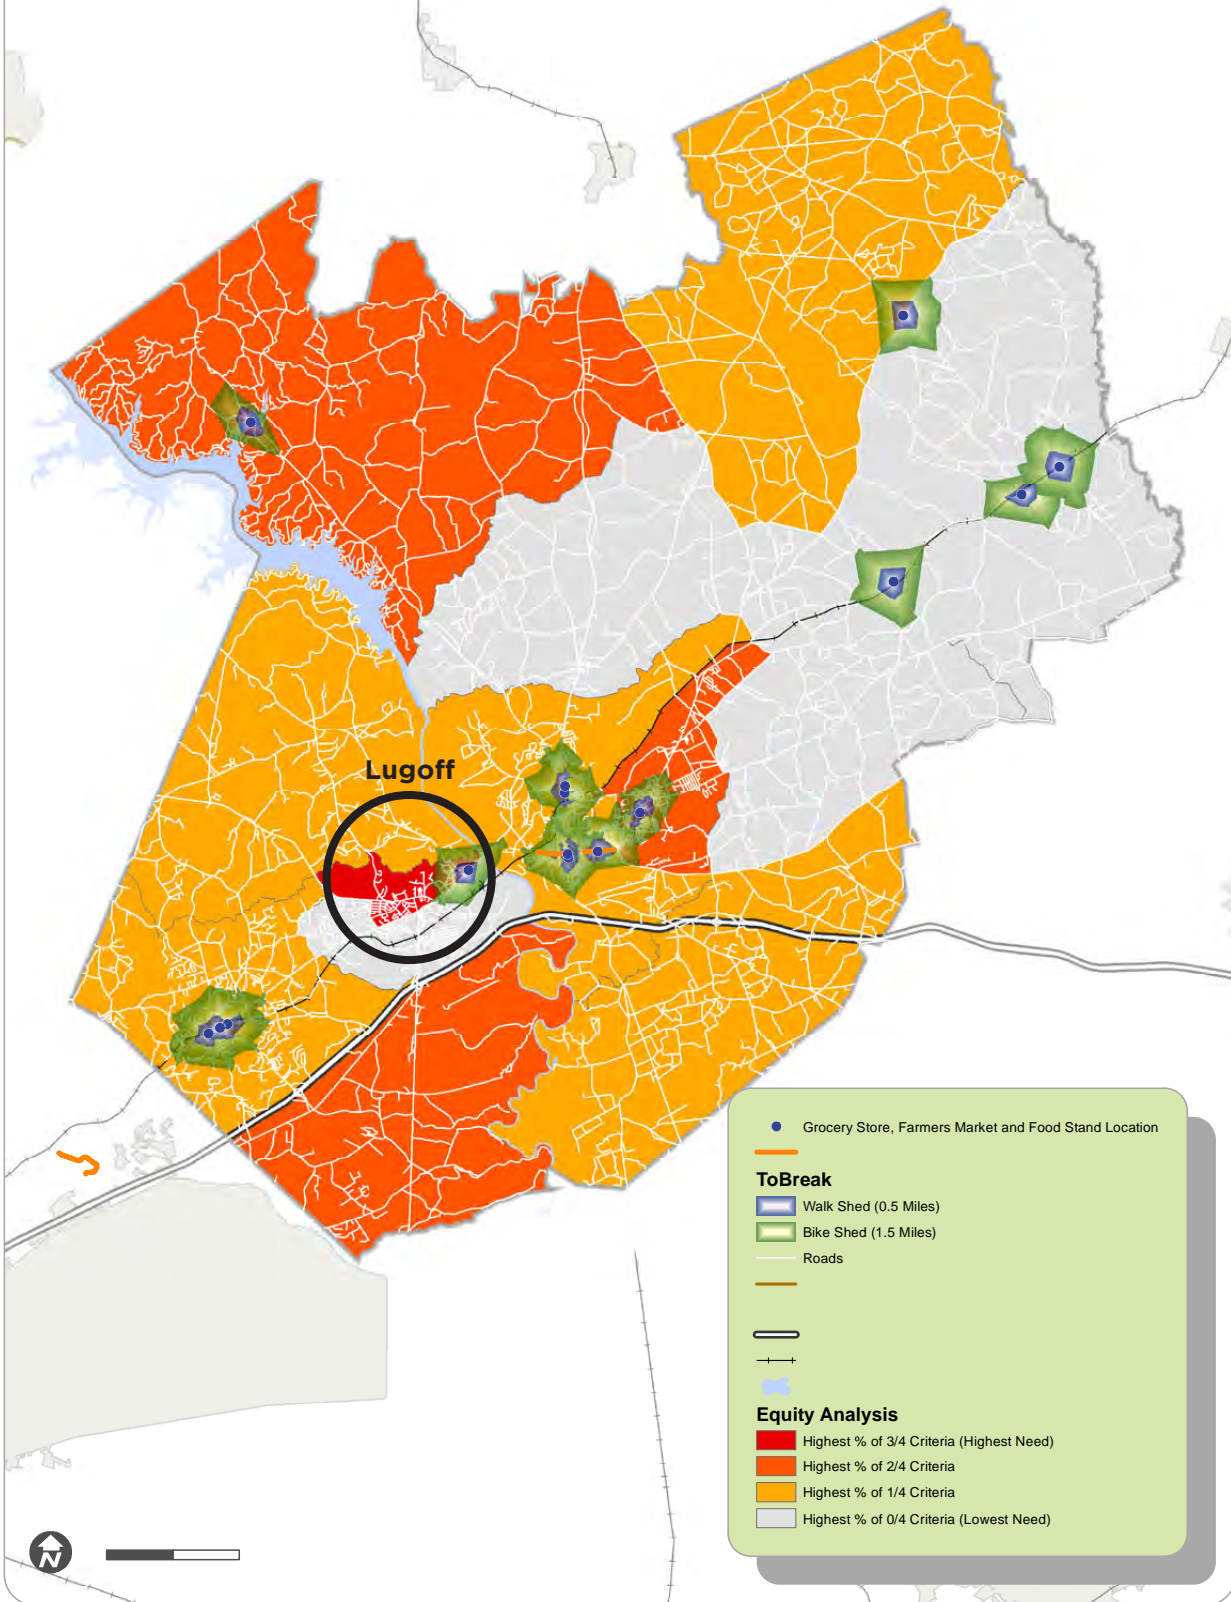 Lugoff
Grocery Store, Farmers Market and Food Stand Location
ToBreak
Walk Shed (0.5 Miles)
Bike Shed (1.5 Miles)
Roads
Equity Analysis
Highest % of 3/4 Criteria (Highest Need)
Highest % of 2/4 Criteria
Highest % of 1/4 Criteria
Highest % of 0/4 Criteria (Lowest Need)
N